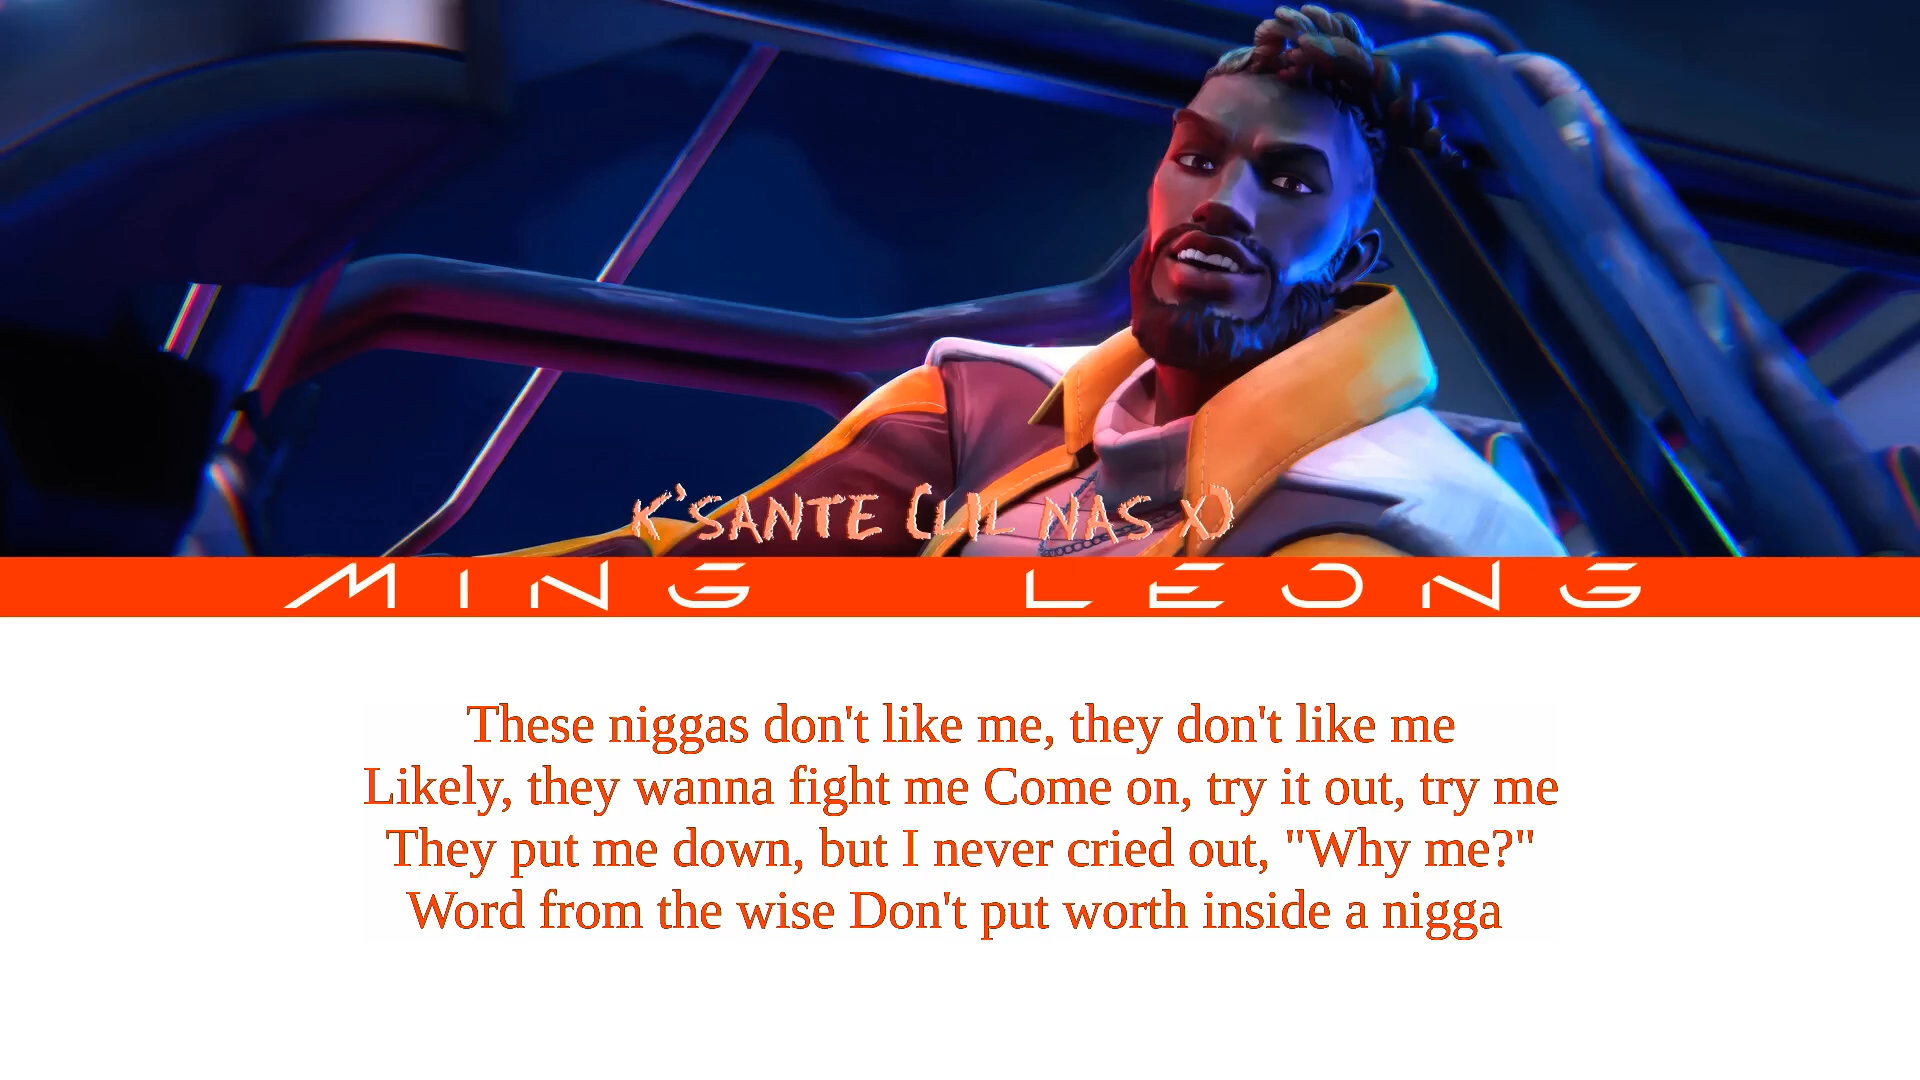 K'SANTE (LIL NAS X)
MING LEONG
These niggas don't like me, they don't like me
Likely, they wanna fight me Come on, try it out, try me
They put me down, but I never cried out, "Why me?"
Word from the wise Don't put worth inside a nigga